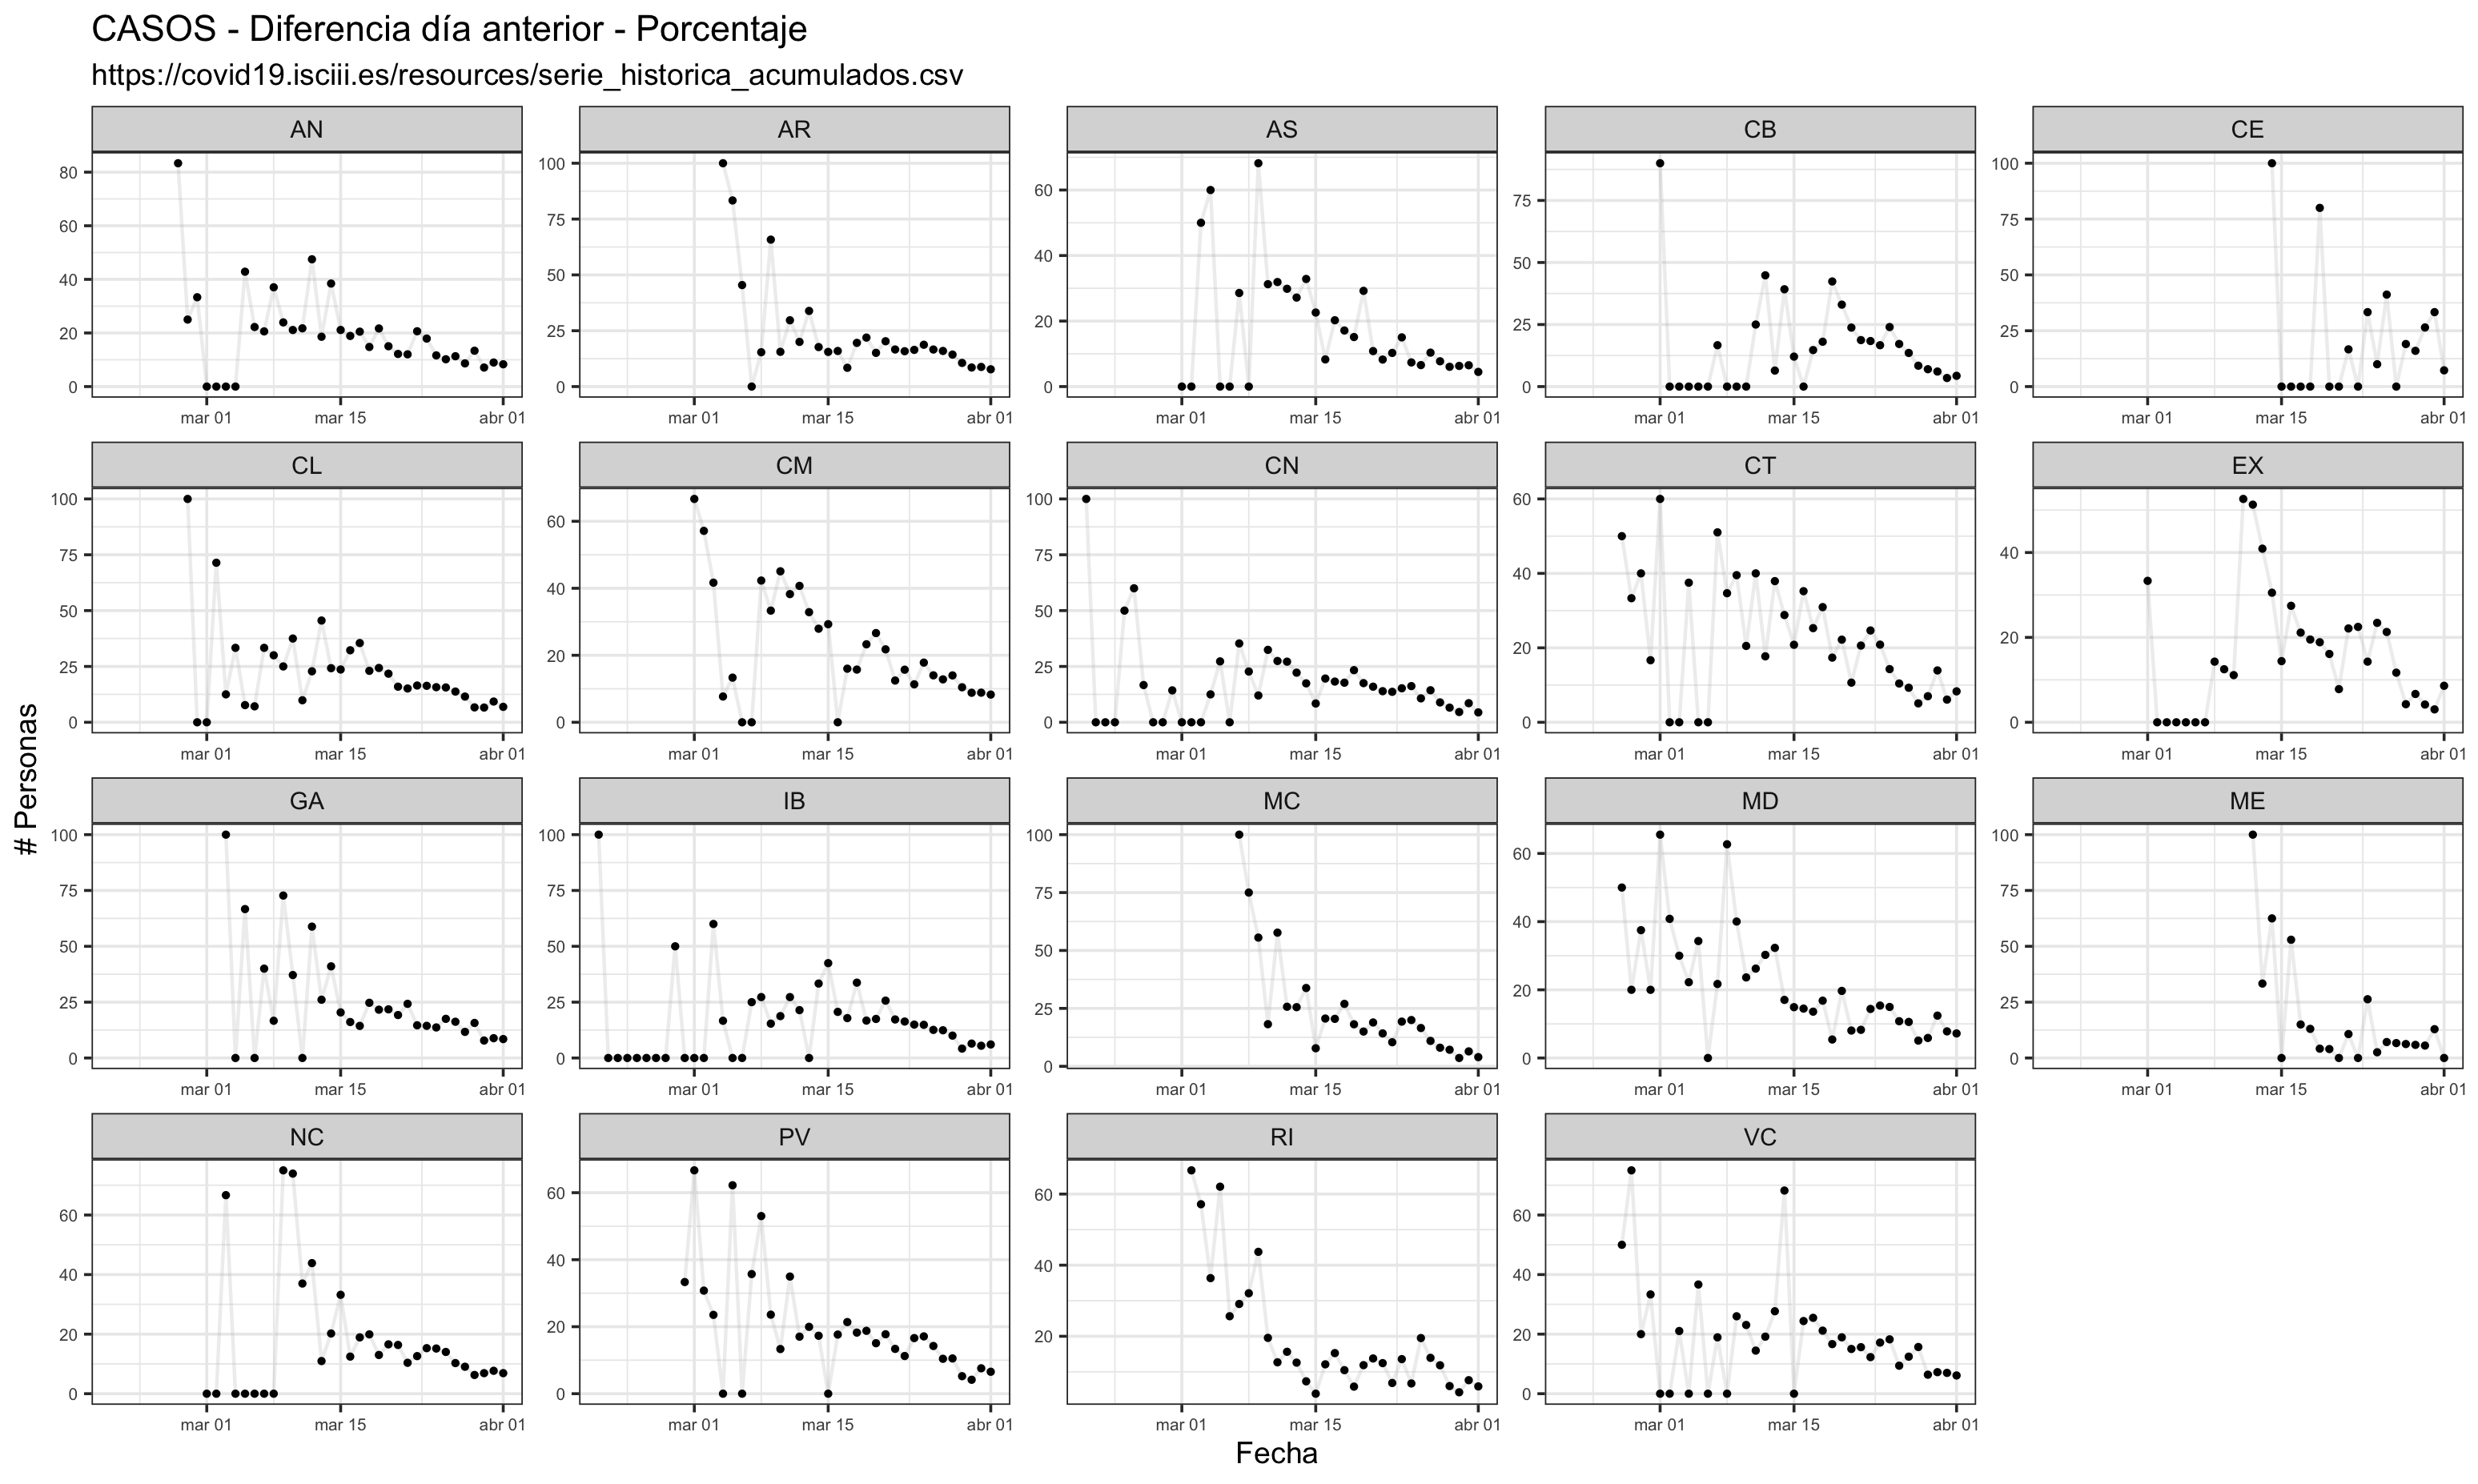 CASOS - Diferencia día anterior - Porcentaje
https://covid19.isciii.es/resources/serie_historica_acumulados.csv
AN
AR
AS
CB
CE
80
60
40
20
0
100
75
50
25
0
60
40
20
0
75
50
25
0
100
75
50
25
0
mar 01 mar 15 abr 01
mar 01 mar 15 abr 01
mar 01 mar 15 abr 01
mar 01 mar 15 abr 01
mar 01 mar 15 abr 01
CL
CM
CN
CT
EX
100
75
50
25
0
60
40
20
0
100
75
50
25
0
60
40
20
0
40
20
0
mar 01 mar 15 abr 01
mar 01 mar 15 abr 01
mar 01 mar 15 abr 01
mar 01 mar 15 abr 01
mar 01 mar 15 abr 01
# Personas
GA
IB
MC
MD
ME
100
75
50
25
0
100
75
50
25
0
100
75
50
25
0
60
40
20
0
100
75
50
25
0
mar 01 mar 15 abr 01
mar 01 mar 15 abr 01
mar 01 mar 15 abr 01
mar 01 mar 15 abr 01
mar 01 mar 15 abr 01
NC
PV
RI
VC
60
40
20
0
60
40
20
0
60
40
20
60
40
20
0
mar 01 mar 15 abr 01
mar 01 mar 15 abr 01
mar 01 mar 15 abr 01
mar 01 mar 15 abr 01
Fecha